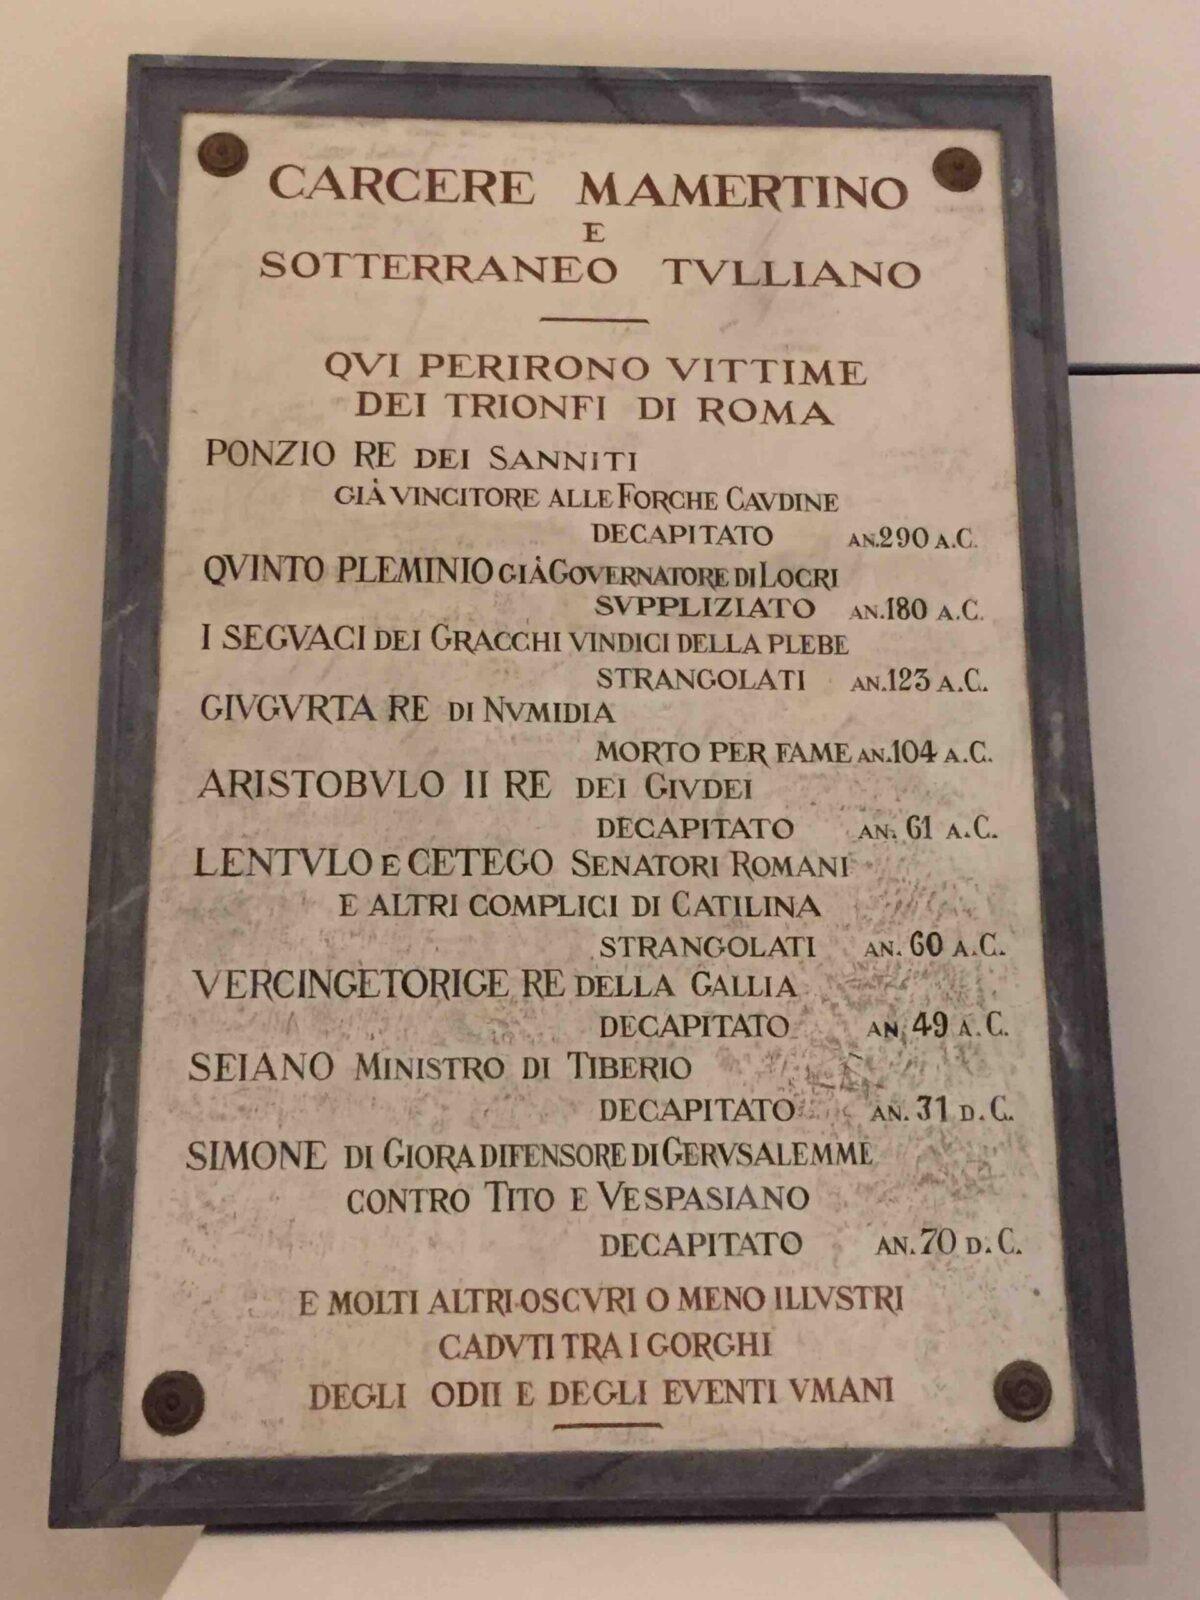 CARCERE MAMERTINO
E
SOTTERRANEO TVLLIANO
QVI PERIRONO VITTIME
DEI TRIONFI DI ROMA
PONZIO RE DEI SANNITI
GIÀ VINCITORE ALLE FORCHE CAVDINE
DECAPITATO AN.290 A.C.
QVINTO PLEMINIO GIÀ GOVERNATORE DI LOCRI
SVPPLIZIATO AN.180 A.C.
I SEGVACI DEI GRACCHI VINDICI DELLA PLEBE
STRANGOLATI AN.123 A.C.
GIVGVRTA RE DI NVMIDIA
MORTO PER FAME AN.104 A.C.
ARISTOBVLO II RE DEI GIVDEI
DECAPITATO AN. 61 A.C.
LENTVLO E CETEGO SENATORI ROMANI
E ALTRI COMPLICI DI CATILINA
STRANGOLATI AN. 60 A.C.
VERCINGETORIGE RE DELLA GALLIA
DECAPITATO AN. 49 A.C.
SEIANO MINISTRO DI TIBERIO
DECAPITATO AN. 31 D.C.
SIMONE DI GIORA DIFENSORE DI GERVSALEMME
CONTRO TITO E VESPASIANO
DECAPITATO AN. 70 D.C.
E MOLTI ALTRI OSCVRI O MENO ILLVSTRI
CADVTI TRA I GORGHI
DEGLI ODII E DEGLI EVENTI VMANI